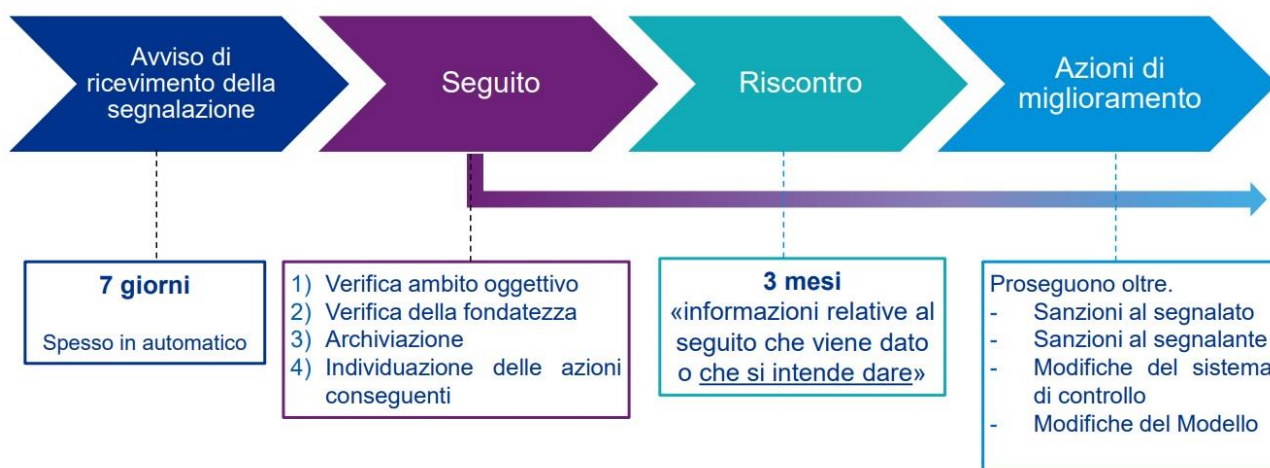 Avviso di
ricevimento della
segnalazione
Seguito
Riscontro
Azioni di
miglioramento
7 giorni
Spesso in automatico
1) Verifica ambito oggettivo
2) Verifica della fondatezza
3) Archiviazione
4) Individuazione delle azioni
conseguenti
3 mesi
«informazioni relative al
seguito che viene dato
o che si intende dare»
Proseguono oltre.
- Sanzioni al segnalato
- Sanzioni al segnalante
- Modifiche del sistema
di controllo
- Modifiche del Modello